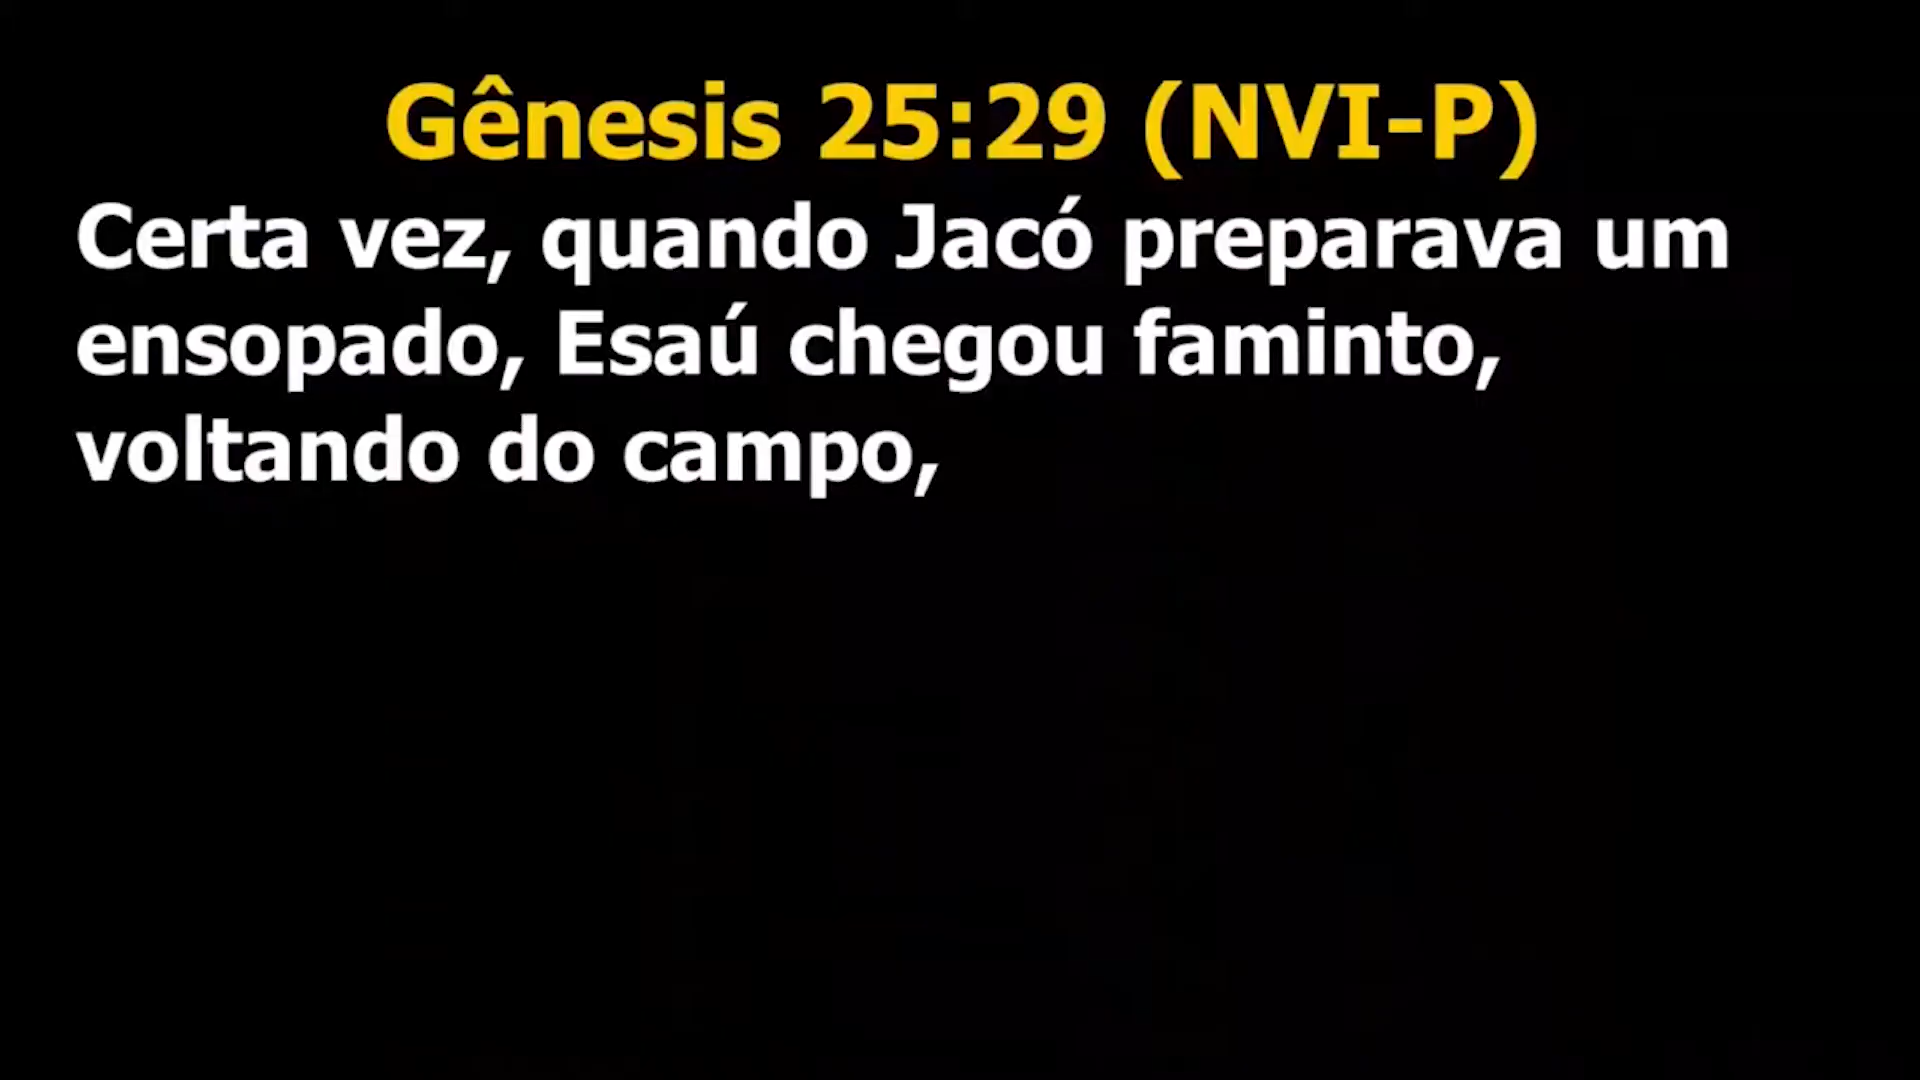 Gênesis 25:29 (NVI-P)
Certa vez, quando Jacó preparava um
ensopado, Esaú chegou faminto,
voltando do campo,